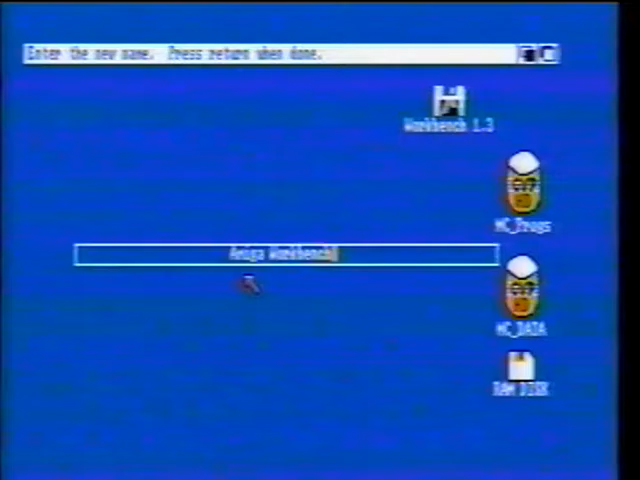 Enter the new name. Press return when done.
Workbench 1.3
HC_Progs
Amiga Workbench
HC_DATA
RAM DISK